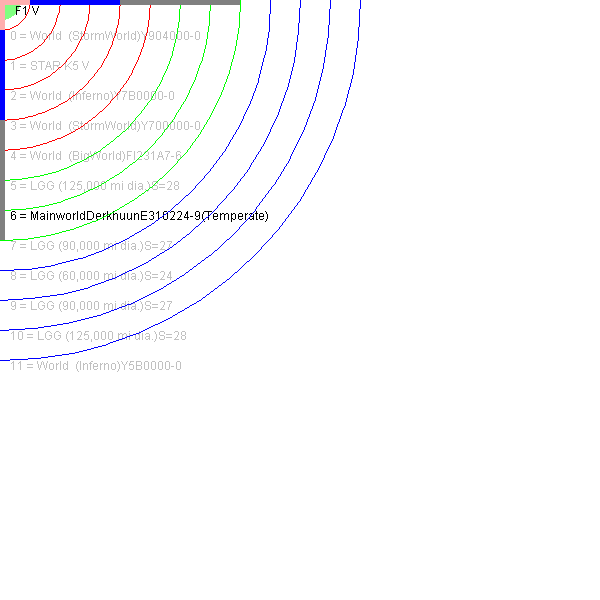 F1 V
0 = World  (StormWorld)Y904000-0
1 = STAR K5 V
2 = World  (Inferno)Y7B0000-0
3 = World  (StormWorld)Y700000-0
4 = World  (BigWorld)FI231A7-6
5 = LGG (125,000 mi dia.)S=28
6 = MainworldDerkhuunE310224-9(Temperate)
7 = LGG (90,000 mi dia.)S=27
8 = LGG (60,000 mi dia.)S=24
9 = LGG (90,000 mi dia.)S=27
10 = LGG (125,000 mi dia.)S=28
11 = World  (Inferno)Y5B0000-0